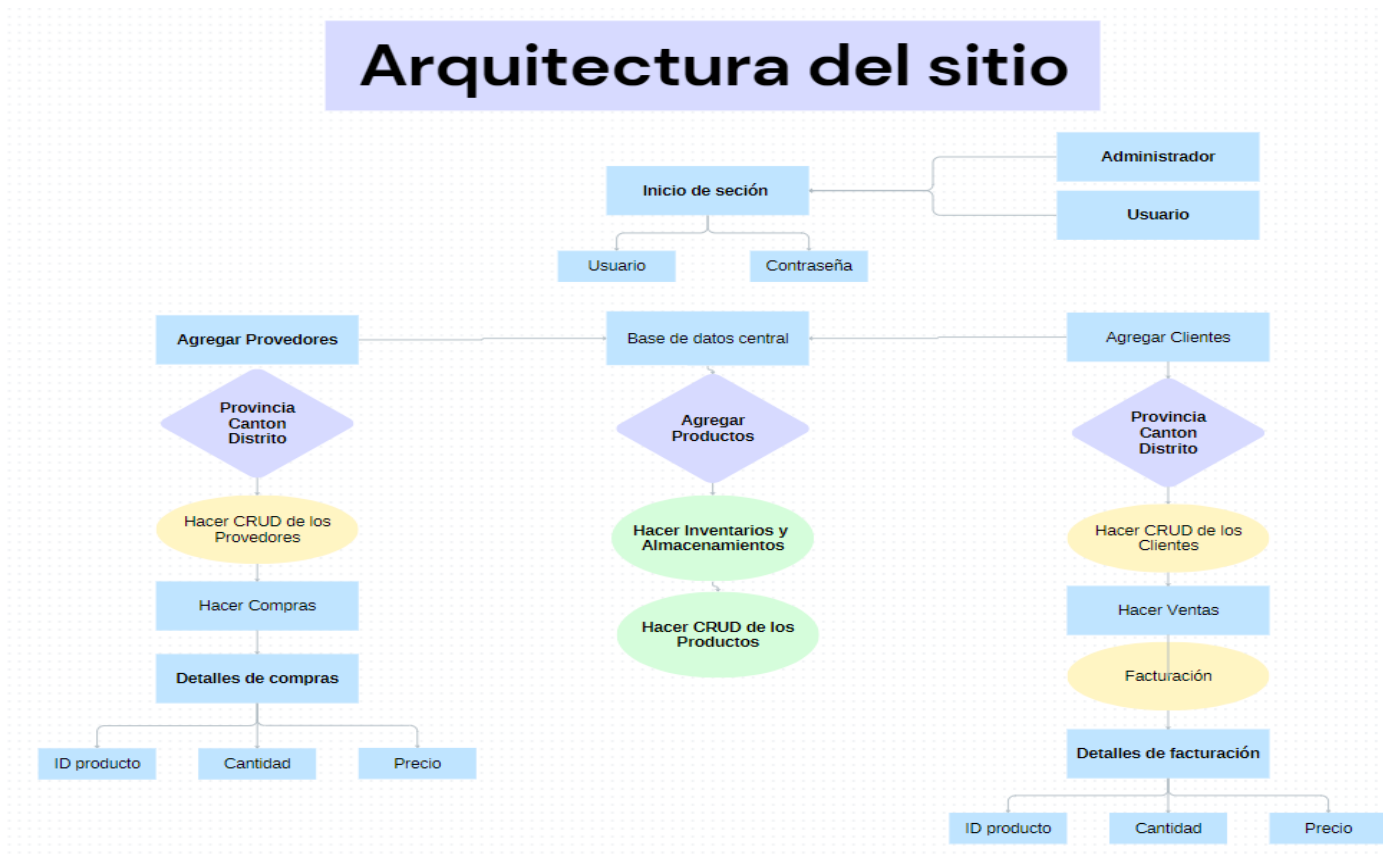 Arquitectura del sitio
Administrador
Inicio de seción
Usuario
Usuario
Contraseña
Agregar Provedores
Base de datos central
Agregar Clientes
Provincia
Canton
Distrito
Agregar
Productos
Provincia
Canton
Distrito
Hacer CRUD de los
Provedores
Hacer Inventarios y
Almacenamientos
Hacer CRUD de los
Clientes
Hacer Compras
Hacer CRUD de los
Productos
Hacer Ventas
Detalles de compras
Facturación
ID producto
Cantidad
Precio
Detalles de facturación
ID producto
Cantidad
Precio